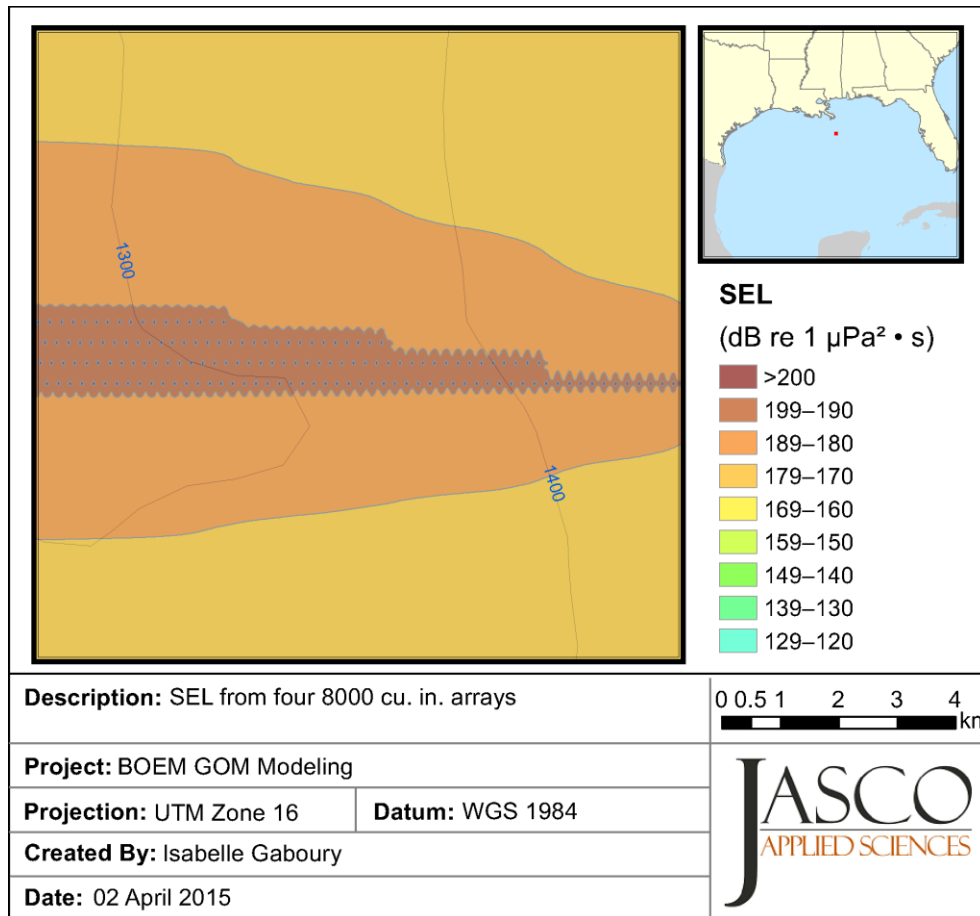 1300
1400
SEL
(dB re 1 µPa² • s)
>200
199–190
189–180
179–170
169–160
159–150
149–140
139–130
129–120
Description: SEL from four 8000 cu. in. arrays
0 0.5 1 2 3 4
km
Project: BOEM GOM Modeling
Projection: UTM Zone 16 Datum: WGS 1984
Created By: Isabelle Gaboury
Date: 02 April 2015
JASCO
APPLIED SCIENCES